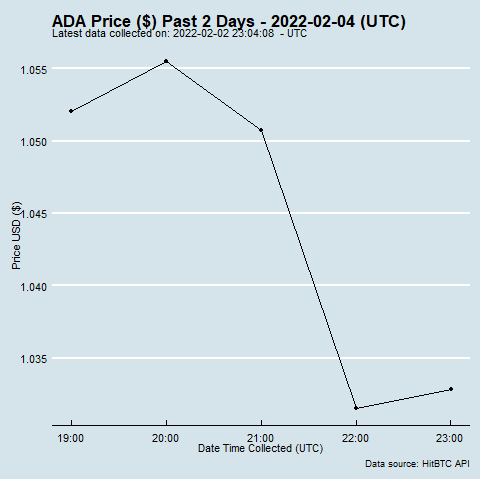 ADA Price ($) Past 2 Days - 2022-02-04 (UTC)
Latest data collected on: 2022-02-02 23:04:08  - UTC
1.055
1.050
1.045
1.040
1.035
Price USD ($)
19:00 20:00 21:00 22:00 23:00
Date Time Collected (UTC)
Data source: HitBTC API